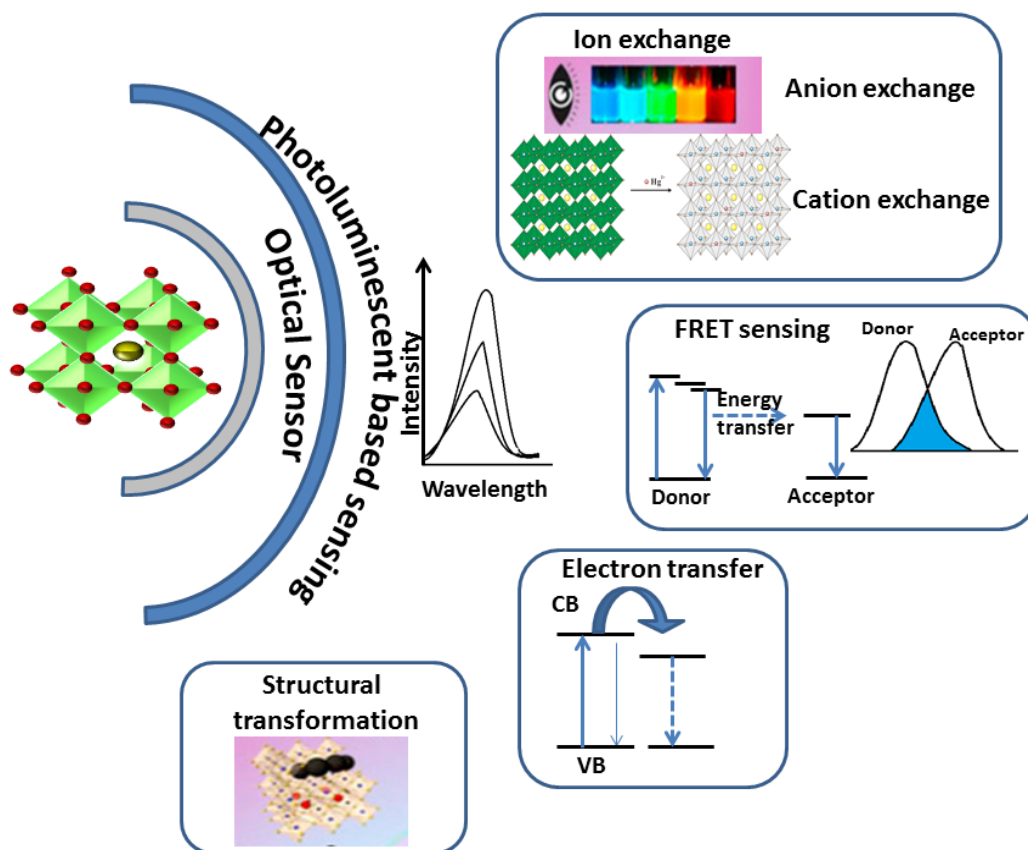 Ion exchange
Anion exchange
Hg²⁺
Cation exchange
Photoluminescent based sensing
Optical Sensor
Intensity
Wavelength
FRET sensing
Donor
Acceptor
Energy
transfer
Donor
Acceptor
Electron transfer
CB
VB
Structural
transformation